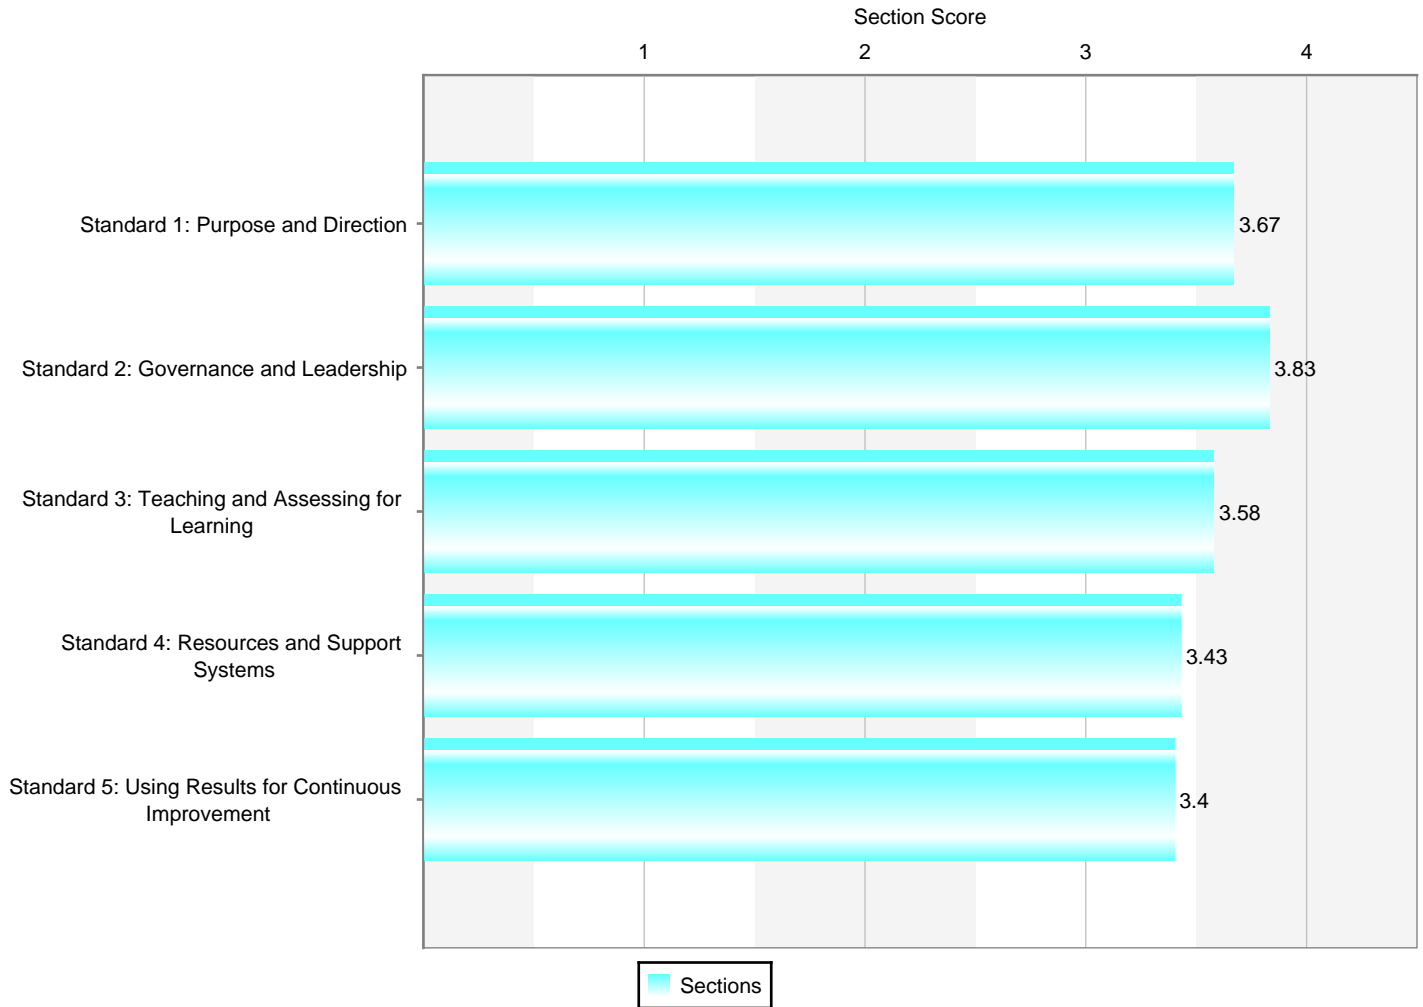 Section Score
1 2 3 4
Standard 1: Purpose and Direction
3.67
Standard 2: Governance and Leadership
3.83
Standard 3: Teaching and Assessing for
Learning
3.58
Standard 4: Resources and Support
Systems
3.43
Standard 5: Using Results for Continuous
Improvement
3.4
Sections